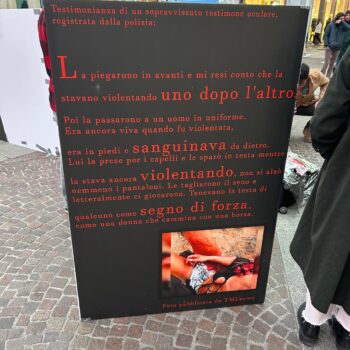 Testimonianza di un sopravvissuto testimone oculare,
registrata dalla polizia:
La piegarono in avanti e mi resi conto che la
stavano violentando uno dopo l'altro
Poi la passarono a un uomo in uniforme.
Era ancora viva quando fu violentata,
era in piedi e sanguinava da dietro.
Lui la prese per i capelli e le sparò in testa mentre
la stava ancora violentando, non si alzò
nemmeno i pantaloni. Le tagliarono il seno e
letteralmente ci giocarono. Tenevano la testa di
qualcuno come segno di forza,
come una donna che cammina con una borsa.
Foto pubblicata da